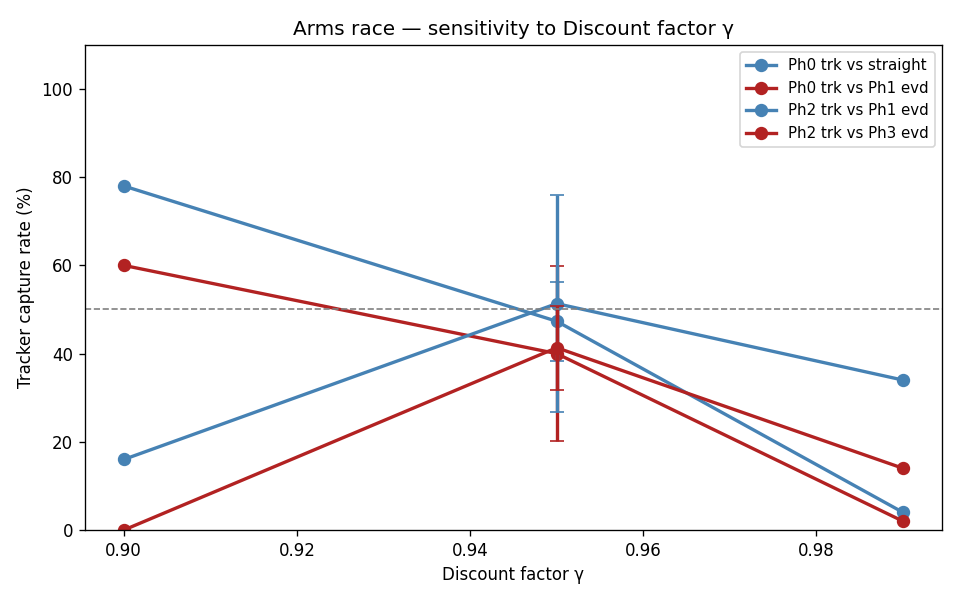 Arms race — sensitivity to Discount factor γ
Ph0 trk vs straight
Ph0 trk vs Ph1 evd
Ph2 trk vs Ph1 evd
Ph2 trk vs Ph3 evd
Tracker capture rate (%)
100
80
60
40
20
0
0.90 0.92 0.94 0.96 0.98
Discount factor γ